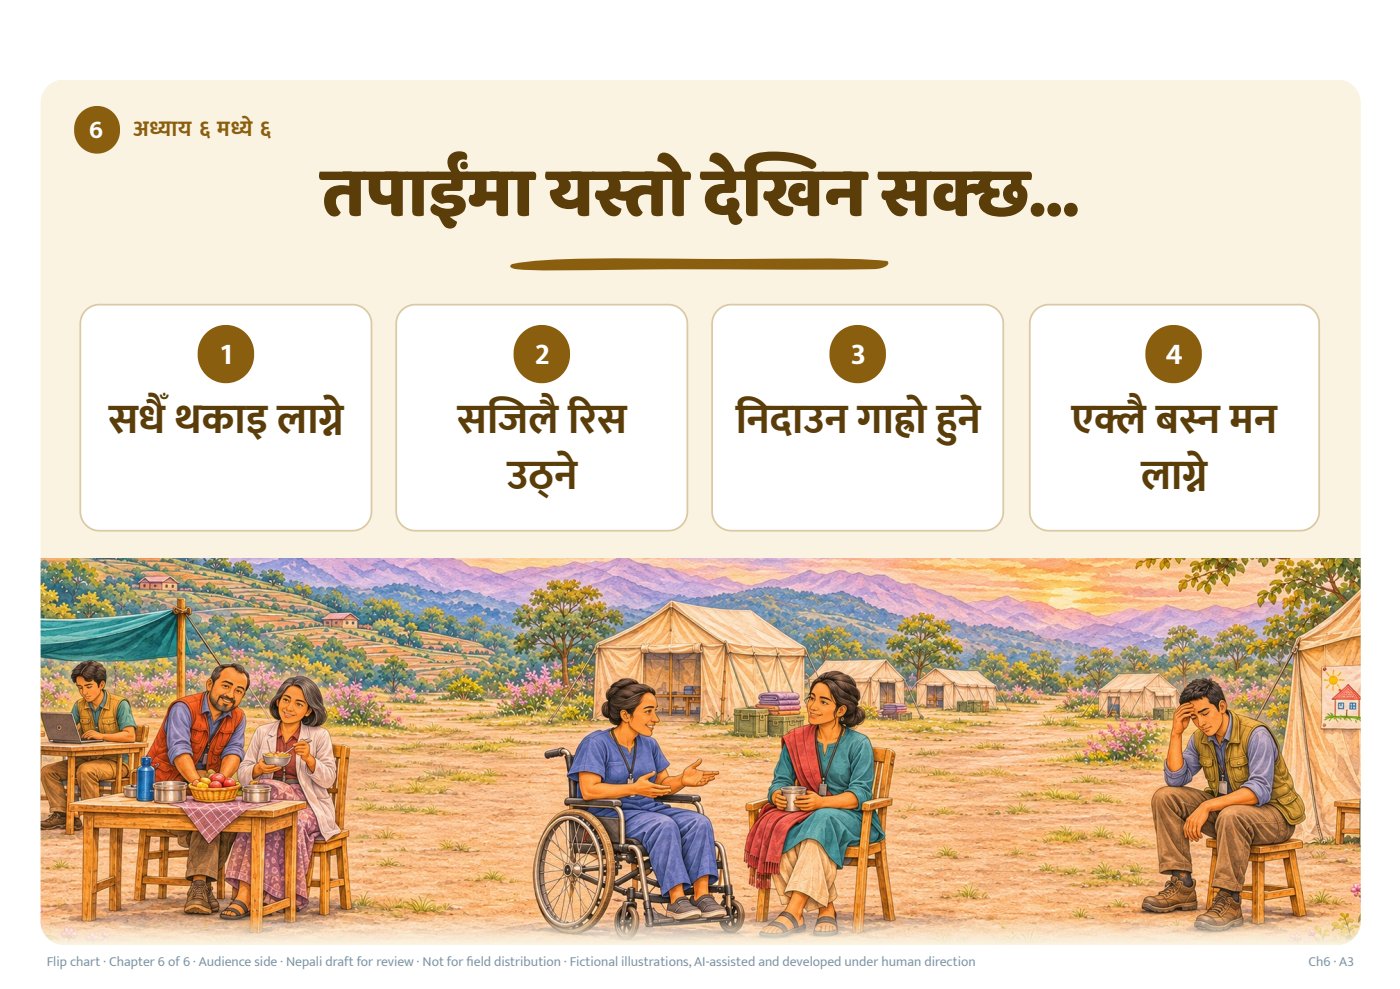 6 अध्याय ६ मध्ये ६
तपाईंमा यस्तो देखिन सक्छ...
1
सधैँ थकाइ लाग्ने
2
सजिलै रिस
उठ्ने
3
निदाउन गाह्रो हुने
4
एक्लै बस्न मन
लाग्ने
Flip chart · Chapter 6 of 6 · Audience side · Nepali draft for review · Not for field distribution · Fictional illustrations, AI-assisted and developed under human direction
Ch6 · A3